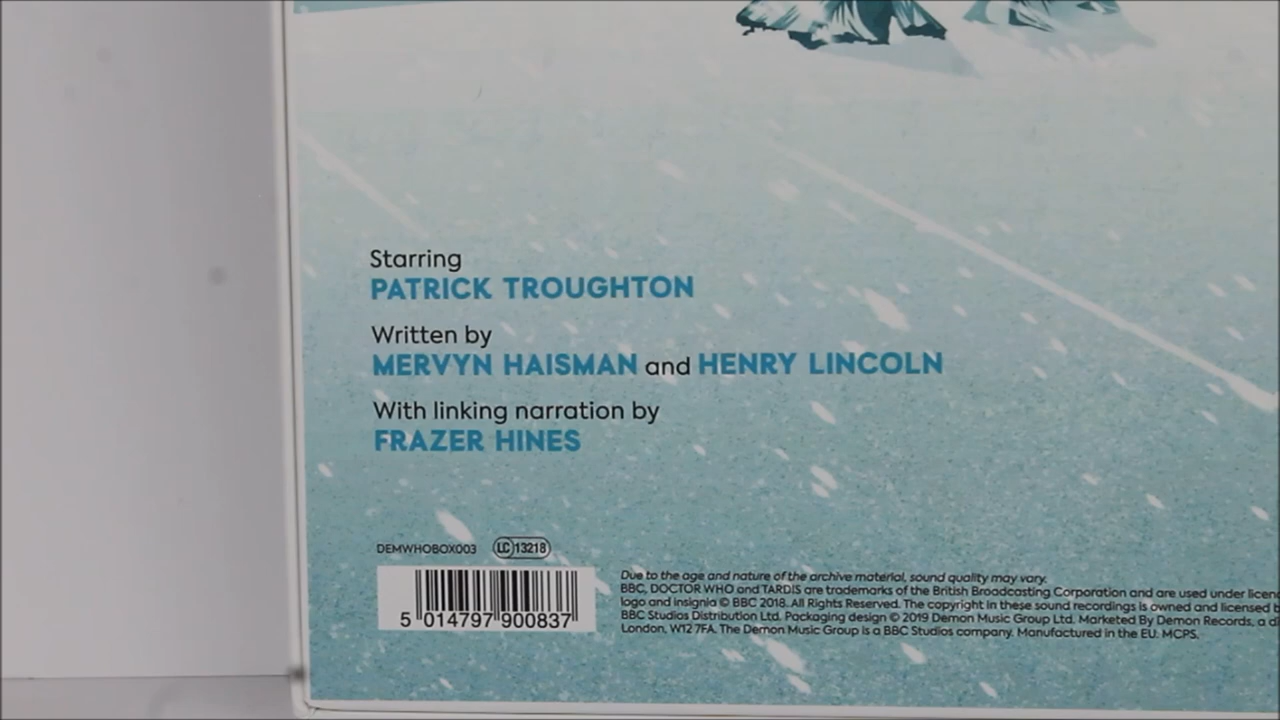 Starring
PATRICK TROUGHTON
Written by
MERVYN HAISMAN and HENRY LINCOLN
With linking narration by
FRAZER HINES
DEMWHOBOX003 LC 13218
5 014797 900837
Due to the age and nature of the archive material, sound quality may vary.
BBC, DOCTOR WHO and TARDIS are trademarks of the British Broadcasting Corporation and are used under
logo and insignia © BBC 2018. All Rights Reserved. The copyright in these sound recordings is owned and licensed
BBC Studios Distribution Ltd. Packaging design © 2019 Demon Music Group Ltd. Marketed By Demon Records, a
London, W12 7FA. The Demon Music Group is a BBC Studios company. Manufactured in the EU. MCPS.